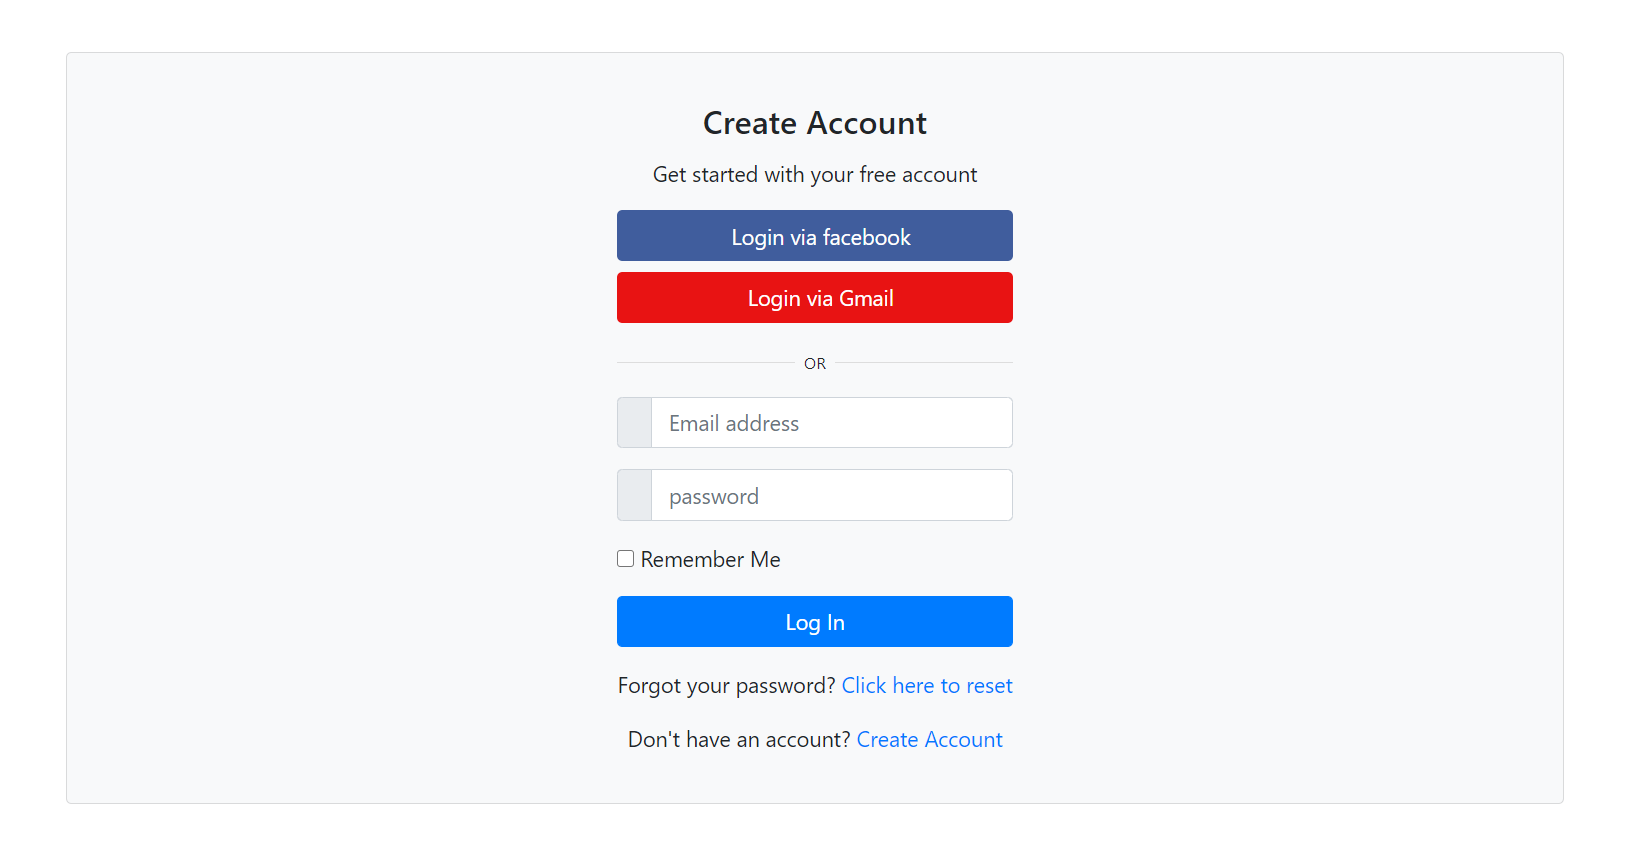 Create Account
Get started with your free account
Login via facebook
Login via Gmail
OR
Email address
password
Remember Me
Log In
Forgot your password? Click here to reset
Don't have an account? Create Account